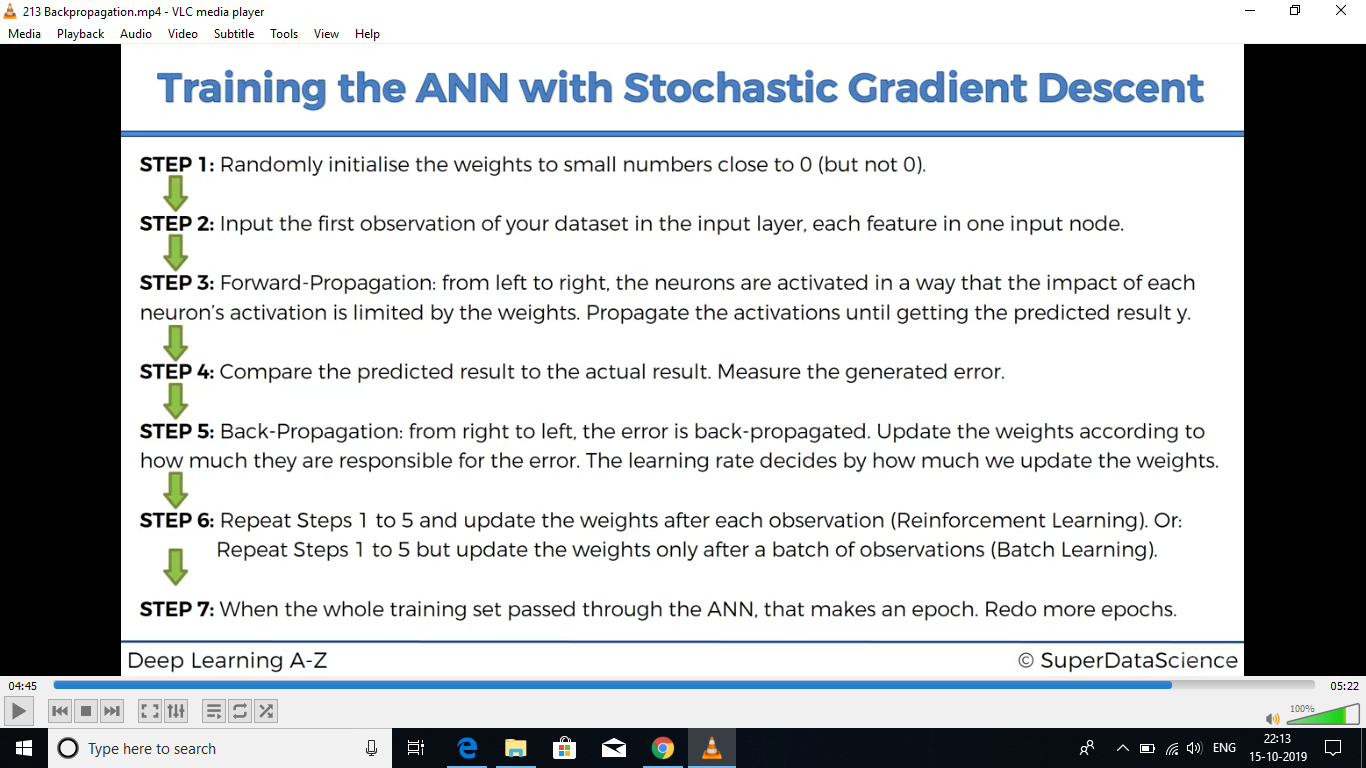 213 Backpropagation.mp4 - VLC media player
Media Playback Audio Video Subtitle Tools View Help
Training the ANN with Stochastic Gradient Descent
STEP 1: Randomly initialise the weights to small numbers close to 0 (but not 0).
STEP 2: Input the first observation of your dataset in the input layer, each feature in one input node.
STEP 3: Forward-Propagation: from left to right, the neurons are activated in a way that the impact of each
neuron's activation is limited by the weights. Propagate the activations until getting the predicted result y.
STEP 4: Compare the predicted result to the actual result. Measure the generated error.
STEP 5: Back-Propagation: from right to left, the error is back-propagated. Update the weights according to
how much they are responsible for the error. The learning rate decides by how much we update the weights.
STEP 6: Repeat Steps 1 to 5 and update the weights after each observation (Reinforcement Learning). Or:
Repeat Steps 1 to 5 but update the weights only after a batch of observations (Batch Learning).
STEP 7: When the whole training set passed through the ANN, that makes an epoch. Redo more epochs.
Deep Learning A-Z © SuperDataScience
04:45 05:22
100%
Type here to search ENG 22:13
15-10-2019